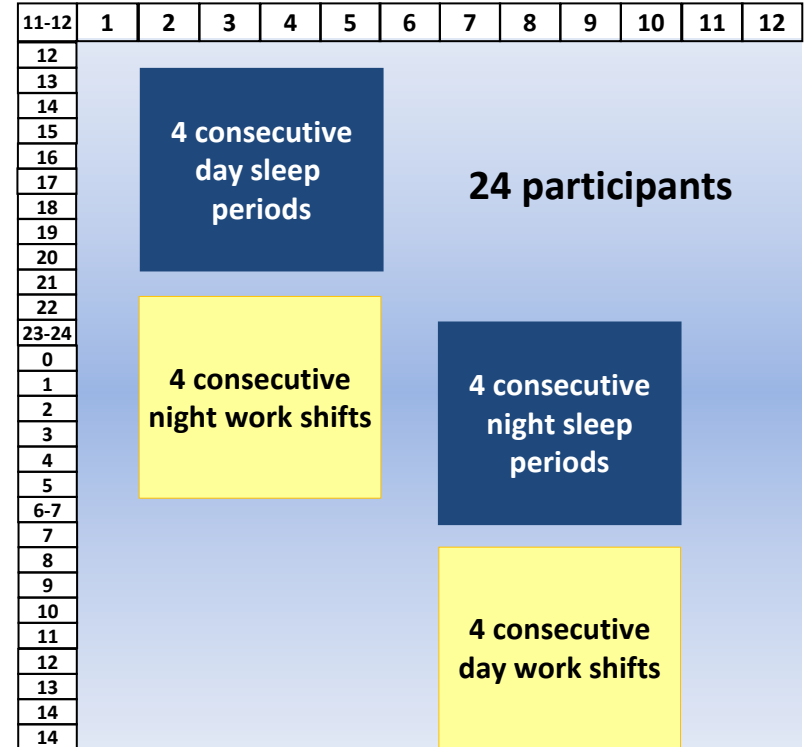 11-12 1 2 3 4 5 6 7 8 9 10 11 12
12
13
14
15
16
17
18
19
20
21
22
23-24
0
1
2
3
4
5
6-7
7
8
9
10
11
12
13
14
14
4 consecutive
day sleep
periods
24 participants
4 consecutive
night work shifts
4 consecutive
night sleep
periods
4 consecutive
day work shifts